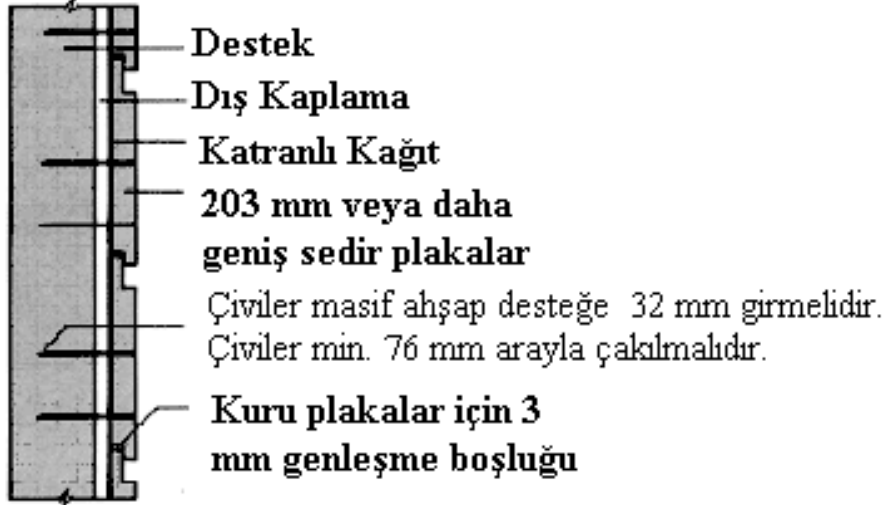 Destek
Dış Kaplama
Katranlı Kağıt
203 mm veya daha
geniş sedir plakalar
Çiviler masif ahşap desteğe 32 mm girmelidir.
Çiviler min. 76 mm arayla çakılmalıdır.
Kuru plakalar için 3
mm genleşme boşluğu